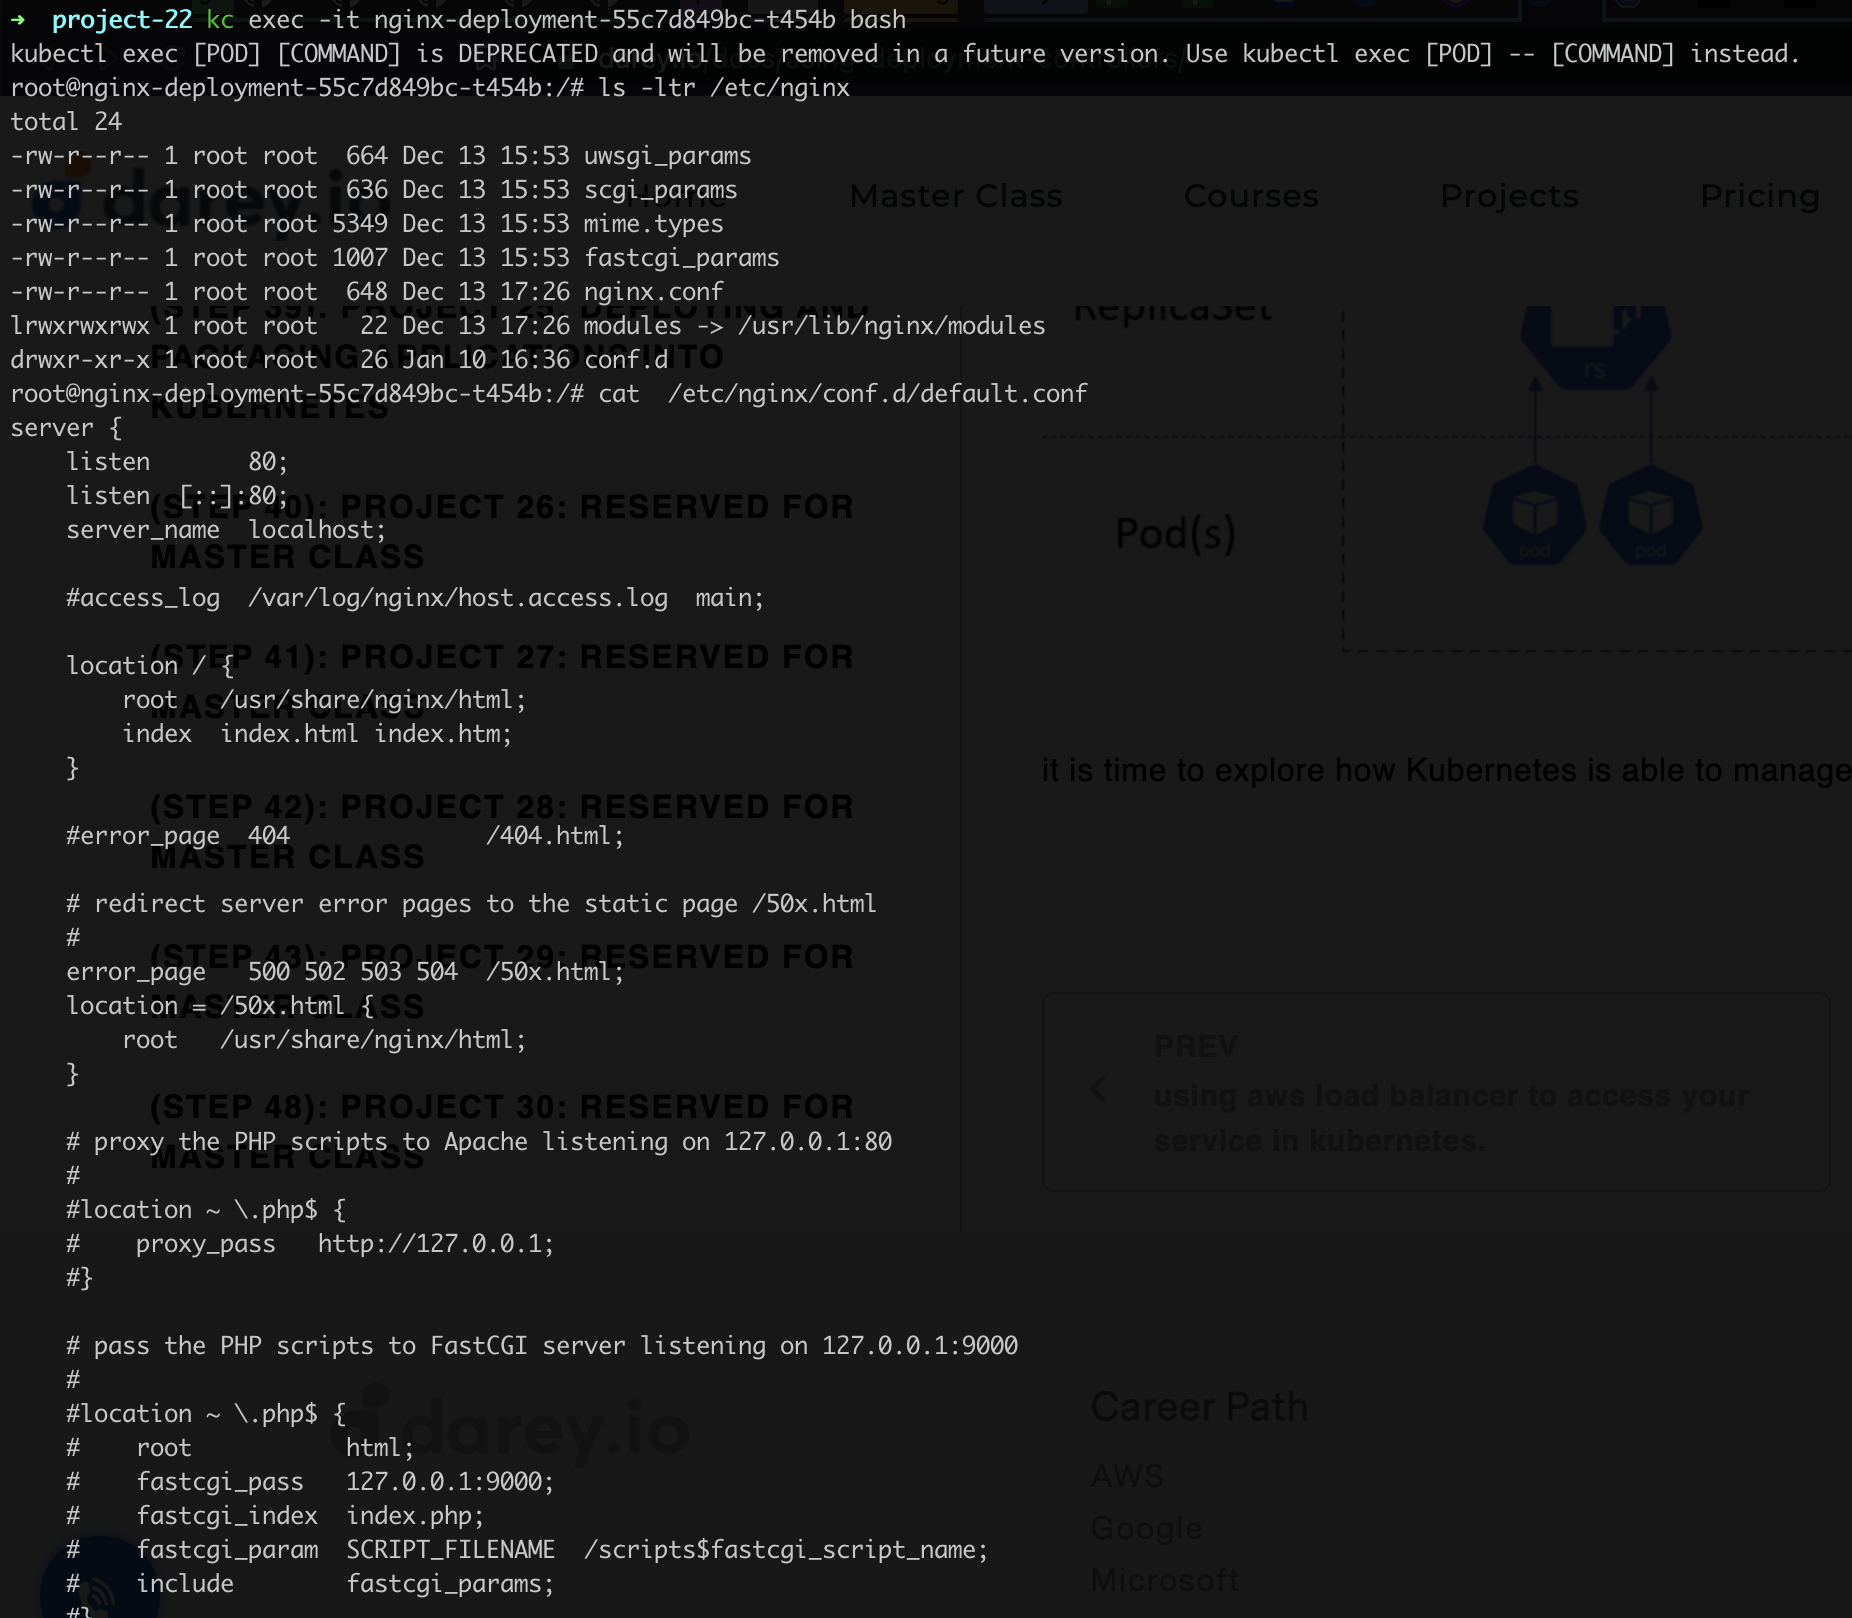 ➜  project-22 kc exec -it nginx-deployment-55c7d849bc-t454b bash
kubectl exec [POD] [COMMAND] is DEPRECATED and will be removed in a future version. Use kubectl exec [POD] -- [COMMAND] instead.
root@nginx-deployment-55c7d849bc-t454b:/# ls -ltr /etc/nginx
total 24
-rw-r--r-- 1 root root  664 Dec 13 15:53 uwsgi_params
-rw-r--r-- 1 root root  636 Dec 13 15:53 scgi_params
-rw-r--r-- 1 root root 5349 Dec 13 15:53 mime.types
-rw-r--r-- 1 root root 1007 Dec 13 15:53 fastcgi_params
-rw-r--r-- 1 root root  648 Dec 13 17:26 nginx.conf
lrwxrwxrwx 1 root root   22 Dec 13 17:26 modules -> /usr/lib/nginx/modules
drwxr-xr-x 1 root root   26 Jan 10 16:36 conf.d
root@nginx-deployment-55c7d849bc-t454b:/# cat  /etc/nginx/conf.d/default.conf
server {
    listen       80;
    listen  [::]:80;
    server_name  localhost;

    #access_log  /var/log/nginx/host.access.log  main;

    location / {
        root   /usr/share/nginx/html;
        index  index.html index.htm;
    }

    #error_page  404              /404.html;

    # redirect server error pages to the static page /50x.html
    #
    error_page   500 502 503 504  /50x.html;
    location = /50x.html {
        root   /usr/share/nginx/html;
    }

    # proxy the PHP scripts to Apache listening on 127.0.0.1:80
    #
    #location ~ \.php$ {
    #    proxy_pass   http://127.0.0.1;
    #}

    # pass the PHP scripts to FastCGI server listening on 127.0.0.1:9000
    #
    #location ~ \.php$ {
    #    root           html;
    #    fastcgi_pass   127.0.0.1:9000;
    #    fastcgi_index  index.php;
    #    fastcgi_param  SCRIPT_FILENAME  /scripts$fastcgi_script_name;
    #    include        fastcgi_params;
    #}
darey.io
Home
Master Class
Courses
Projects
Pricing
(STEP 39): PROJECT 25: DEPLOYING AND
PACKAGING APPLICATIONS INTO
KUBERNETES
(STEP 40): PROJECT 26: RESERVED FOR
MASTER CLASS
(STEP 41): PROJECT 27: RESERVED FOR
MASTER CLASS
(STEP 42): PROJECT 28: RESERVED FOR
MASTER CLASS
(STEP 43): PROJECT 29: RESERVED FOR
MASTER CLASS
(STEP 48): PROJECT 30: RESERVED FOR
MASTER CLASS
ReplicaSet
rs
Pod(s)
pod
pod
it is time to explore how Kubernetes is able to manage
PREV
using aws load balancer to access your
service in kubernetes.
darey.io
Career Path
AWS
Google
Microsoft